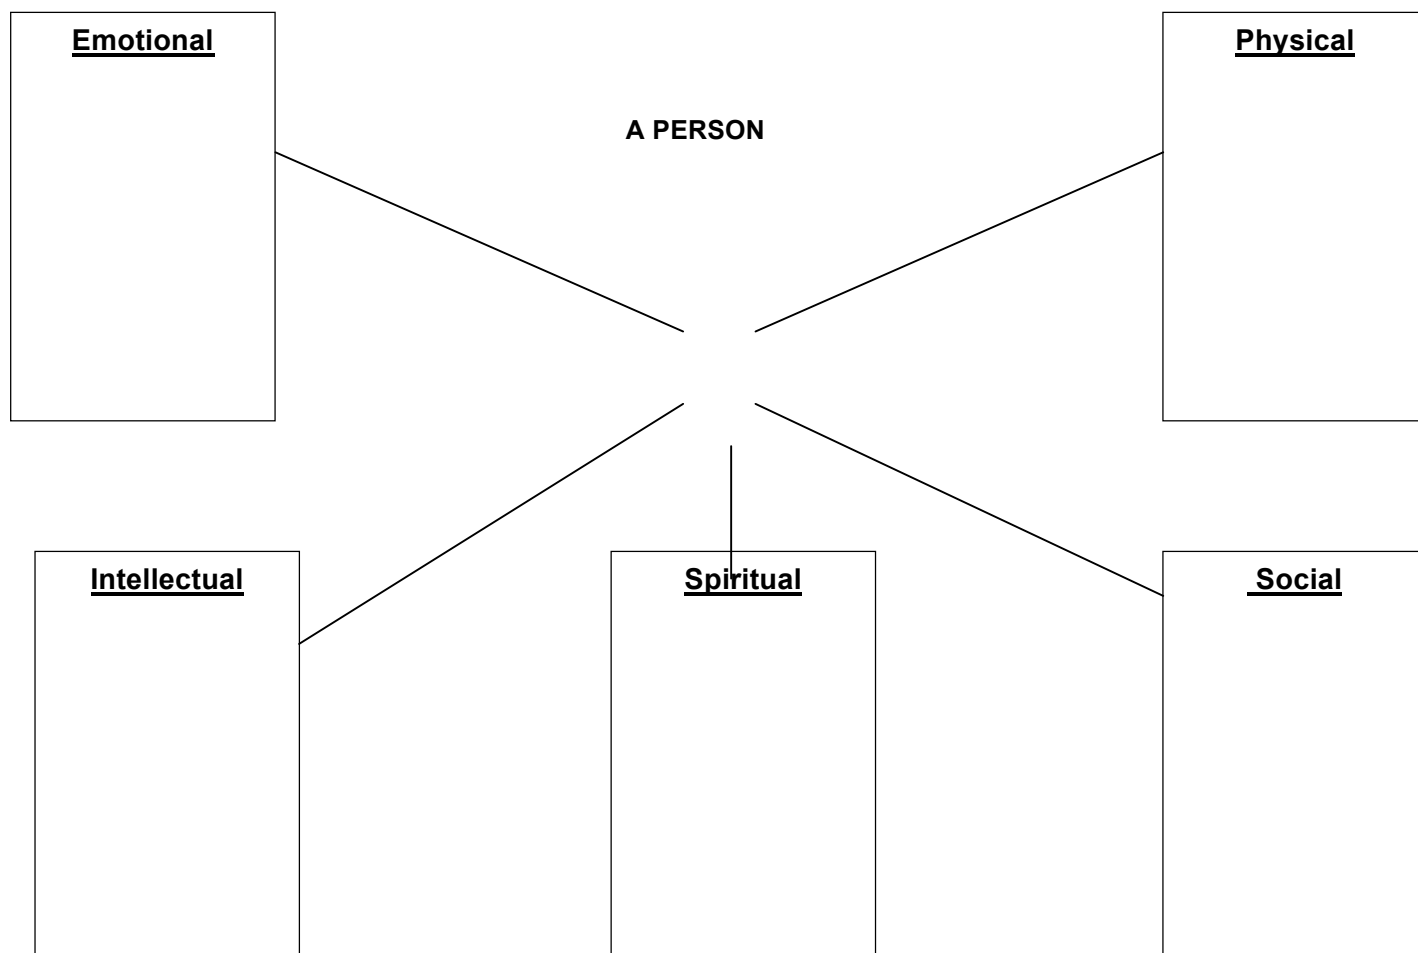 Emotional
Physical
A PERSON
Intellectual
Spiritual
Social